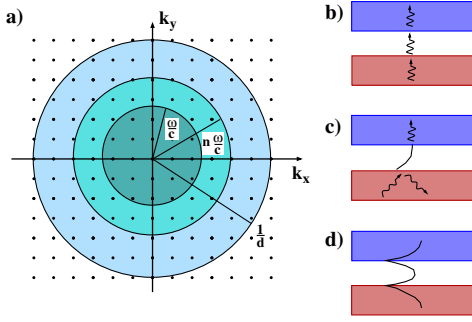 a)
k_y
b)
ω/c
n ω/c
c)
k_x
1/d
d)